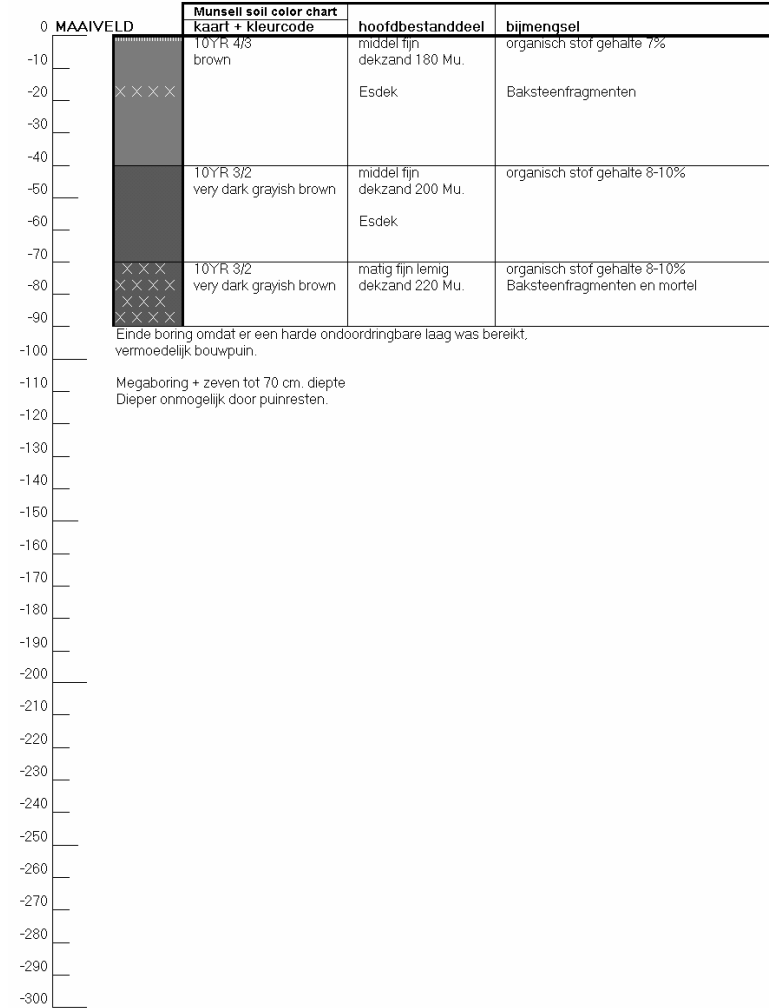 Munsell soil color chart
0 MAAIVELD kaart + kleurcode hoofdbestanddeel bijmengsel
10YR 4/3 middel fijn organisch stof gehalte 7%
-10 brown dekzand 180 Mu.
-20 X X X X Esdek Baksteenfragmenten
-30
-40
10YR 3/2 middel fijn organisch stof gehalte 8-10%
-50 very dark grayish brown dekzand 200 Mu.
-60 Esdek
-70
X X X 10YR 3/2 matig fijn lemig organisch stof gehalte 8-10%
-80 X X X X very dark grayish brown dekzand 220 Mu. Baksteenfragmenten en mortel
X X X
-90 X X X X
Einde boring omdat er een harde ondoordringbare laag was bereikt,
-100 vermoedelijk bouwpuin.
-110 Megaboring + zeven tot 70 cm. diepte
Dieper onmogelijk door puinresten.
-120
-130
-140
-150
-160
-170
-180
-190
-200
-210
-220
-230
-240
-250
-260
-270
-280
-290
-300